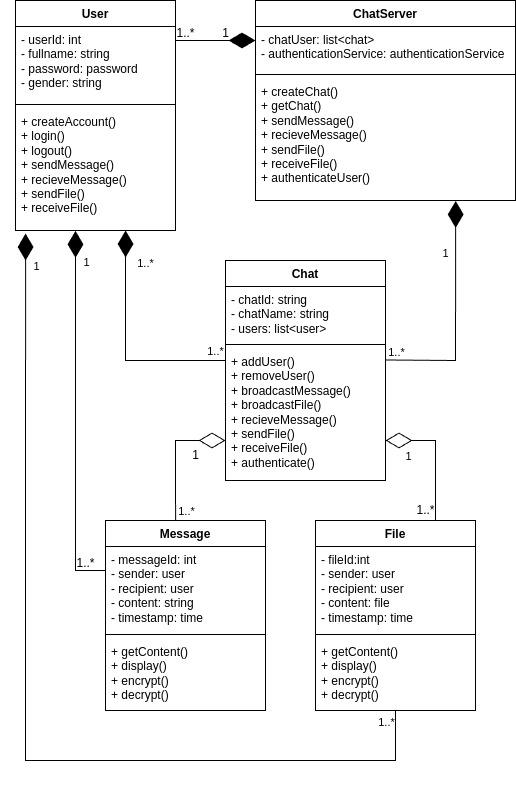 User
- userId: int
- fullname: string
- password: password
- gender: string
+ createAccount()
+ login()
+ logout()
+ sendMessage()
+ recieveMessage()
+ sendFile()
+ receiveFile()
1..*
1
ChatServer
- chatUser: list<chat>
- authenticationService: authenticationService
+ createChat()
+ getChat()
+ sendMessage()
+ recieveMessage()
+ sendFile()
+ receiveFile()
+ authenticateUser()
1
1
1..*
1
1..*
1..*
Chat
- chatId: string
- chatName: string
- users: list<user>
+ addUser()
+ removeUser()
+ broadcastMessage()
+ broadcastFile()
+ recieveMessage()
+ sendFile()
+ receiveFile()
+ authenticate()
1
1
1..*
1..*
1..*
Message
- messageId: int
- sender: user
- recipient: user
- content: string
- timestamp: time
+ getContent()
+ display()
+ encrypt()
+ decrypt()
File
- fileId:int
- sender: user
- recipient: user
- content: file
- timestamp: time
+ getContent()
+ display()
+ encrypt()
+ decrypt()
1..*